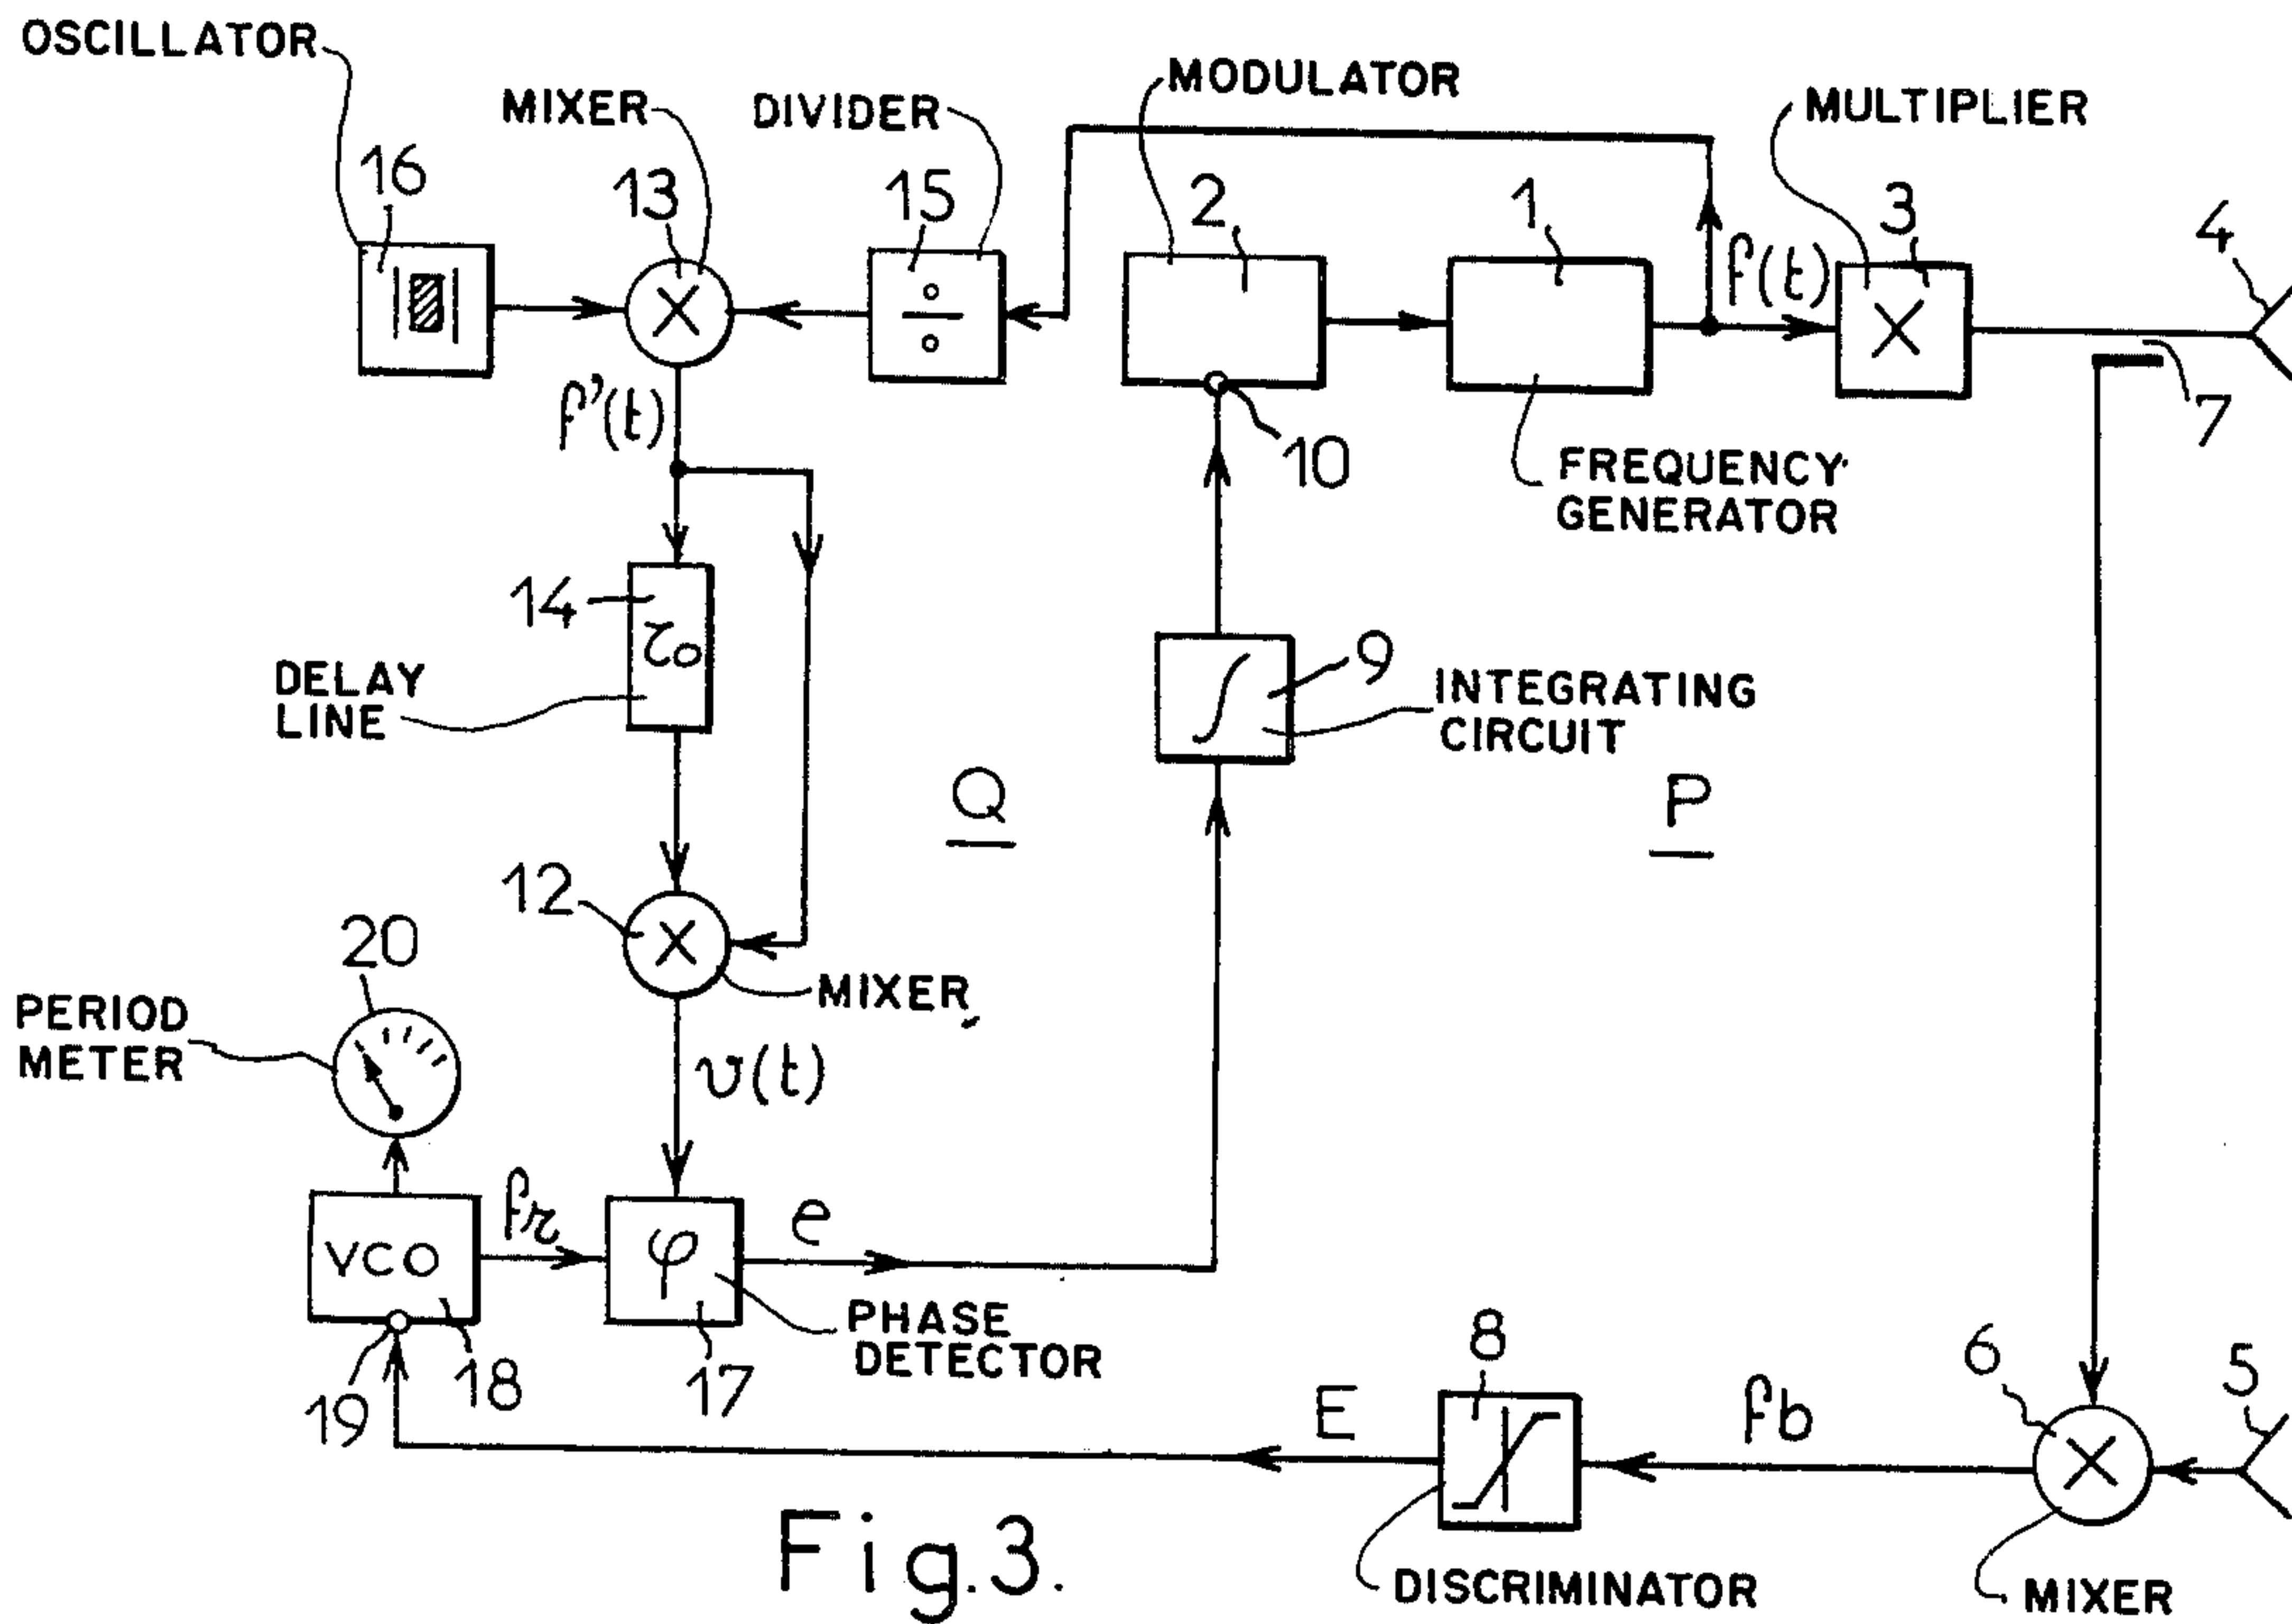 OSCILLATOR
MIXER
DIVIDER
MODULATOR
MULTIPLIER
16
13
15
2
1
3
4
f(t)
7
f'(t)
10
FREQUENCY
GENERATOR
14
τo
9
DELAY
LINE
INTEGRATING
CIRCUIT
Q
P
12
20
MIXER
PERIOD
METER
v(t)
fr
e
VCO
φ
PHASE
DETECTOR
8
6
5
19
18
17
E
fb
Fig.3.
DISCRIMINATOR
MIXER